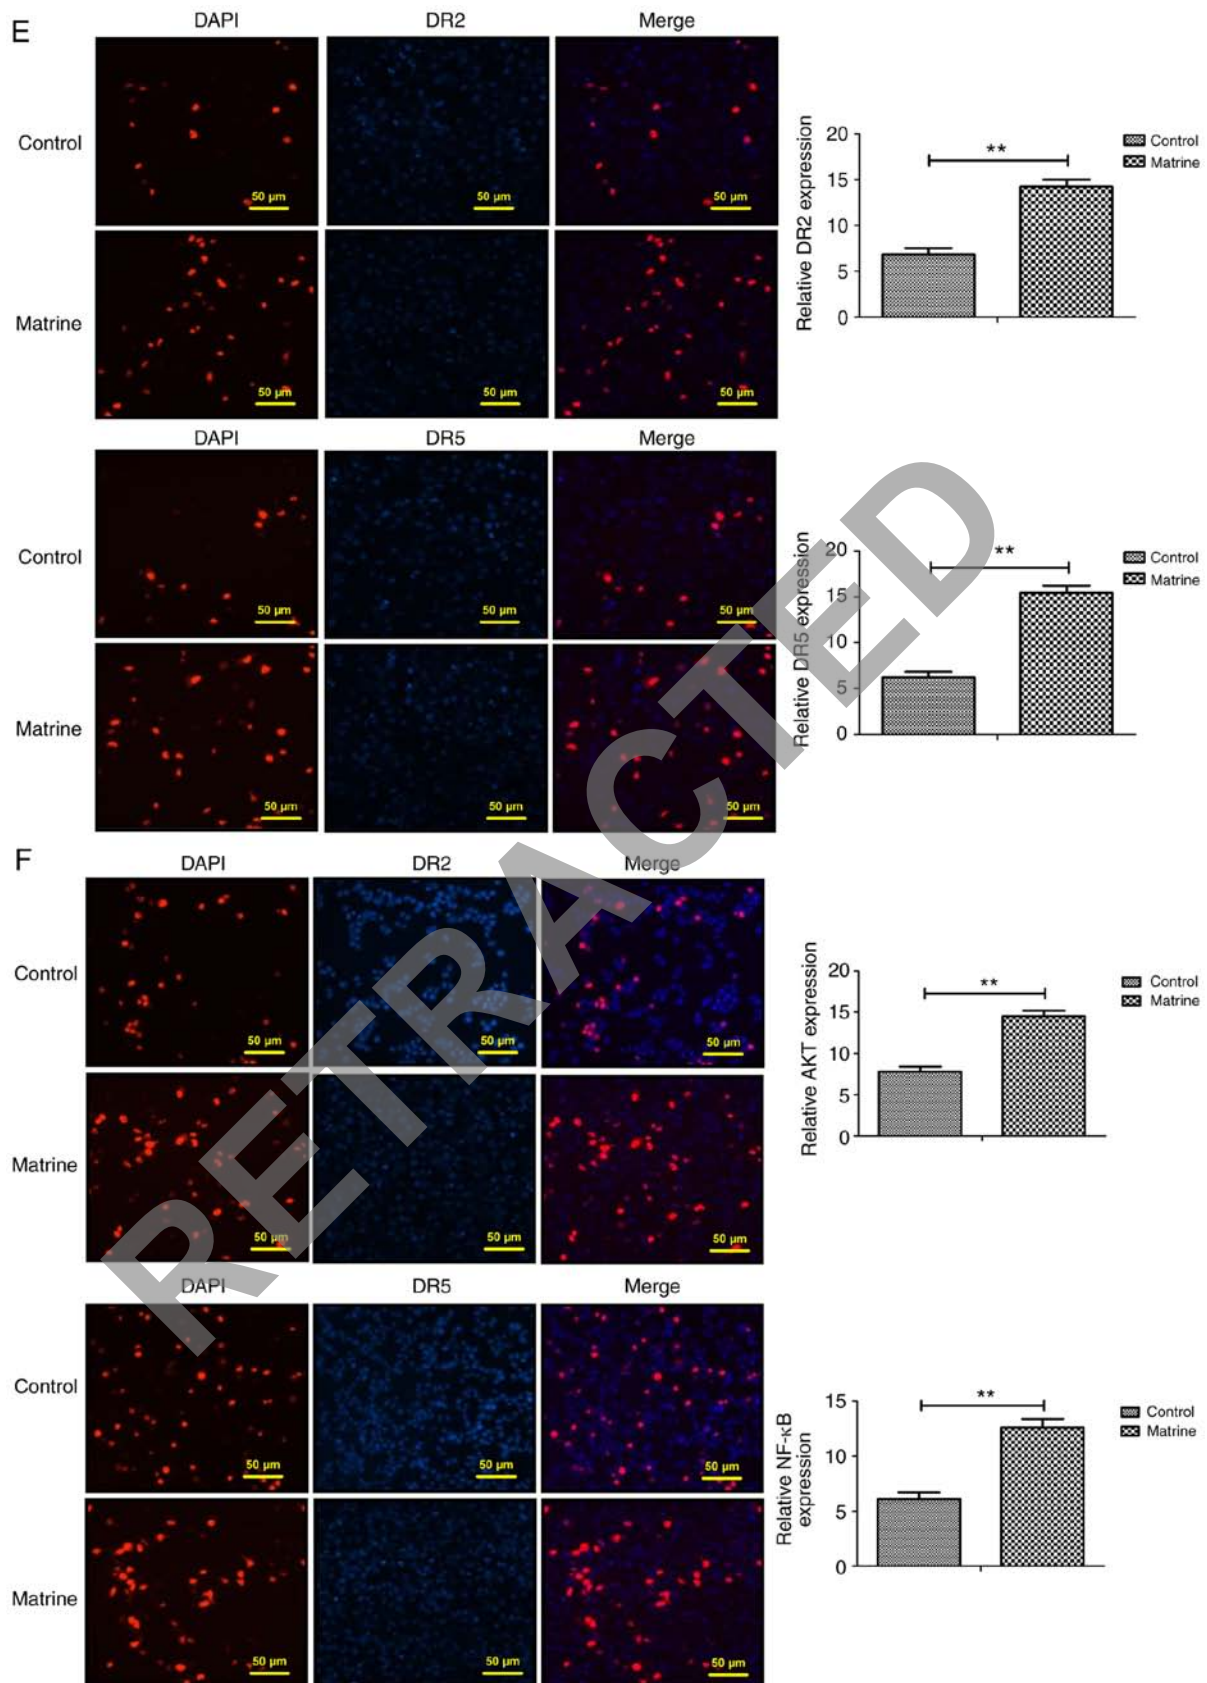 E
DAPI DR2 Merge
Control
50 µm 50 µm 50 µm
Matrine
50 µm 50 µm 50 µm
Relative DR2 expression
20
15
10
5
0
**
Control
Matrine
DAPI DR5 Merge
Control
50 µm 50 µm 50 µm
Matrine
50 µm 50 µm 50 µm
Relative DR5 expression
20
15
10
5
0
**
Control
Matrine
F
DAPI DR2 Merge
Control
50 µm 50 µm 50 µm
Matrine
50 µm 50 µm 50 µm
Relative AKT expression
20
15
10
5
0
**
Control
Matrine
DAPI DR5 Merge
Control
50 µm 50 µm 50 µm
Matrine
50 µm 50 µm 50 µm
Relative NF-κB
expression
15
10
5
0
**
Control
Matrine
RETRACTED